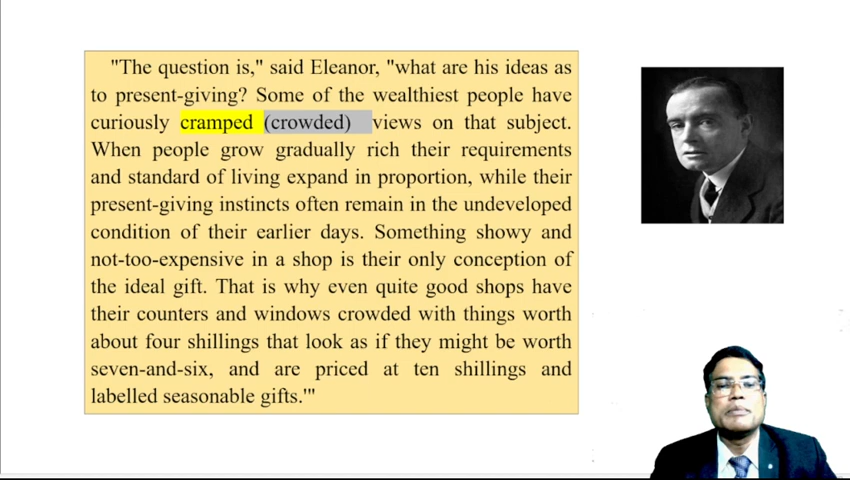 "The question is," said Eleanor, "what are his ideas as
to present-giving? Some of the wealthiest people have
curiously cramped (crowded) views on that subject.
When people grow gradually rich their requirements
and standard of living expand in proportion, while their
present-giving instincts often remain in the undeveloped
condition of their earlier days. Something showy and
not-too-expensive in a shop is their only conception of
the ideal gift. That is why even quite good shops have
their counters and windows crowded with things worth
about four shillings that look as if they might be worth
seven-and-six, and are priced at ten shillings and
labelled seasonable gifts.'"